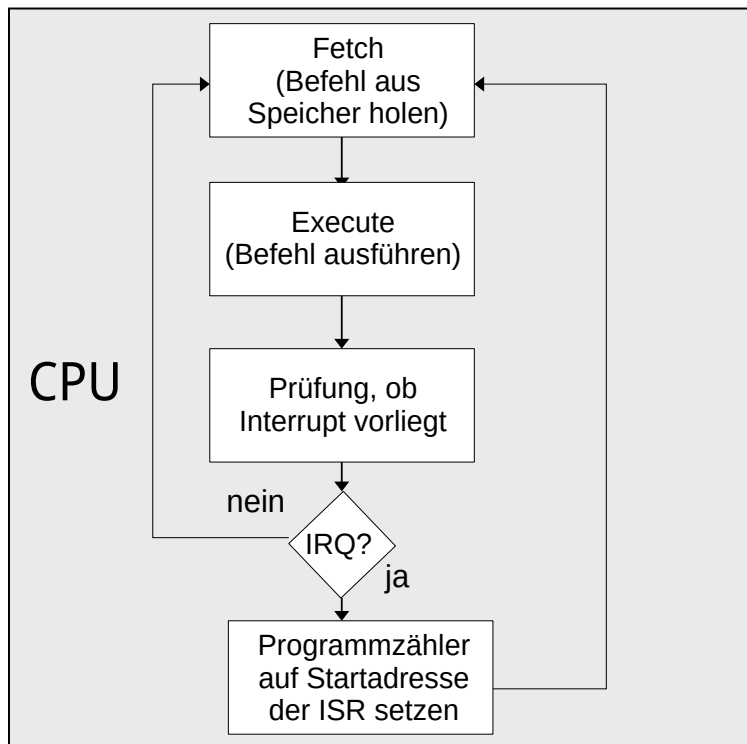 Fetch
(Befehl aus
Speicher holen)
Execute
(Befehl ausführen)
CPU
Prüfung, ob
Interrupt vorliegt
nein
IRQ?
ja
Programmzähler
auf Startadresse
der ISR setzen